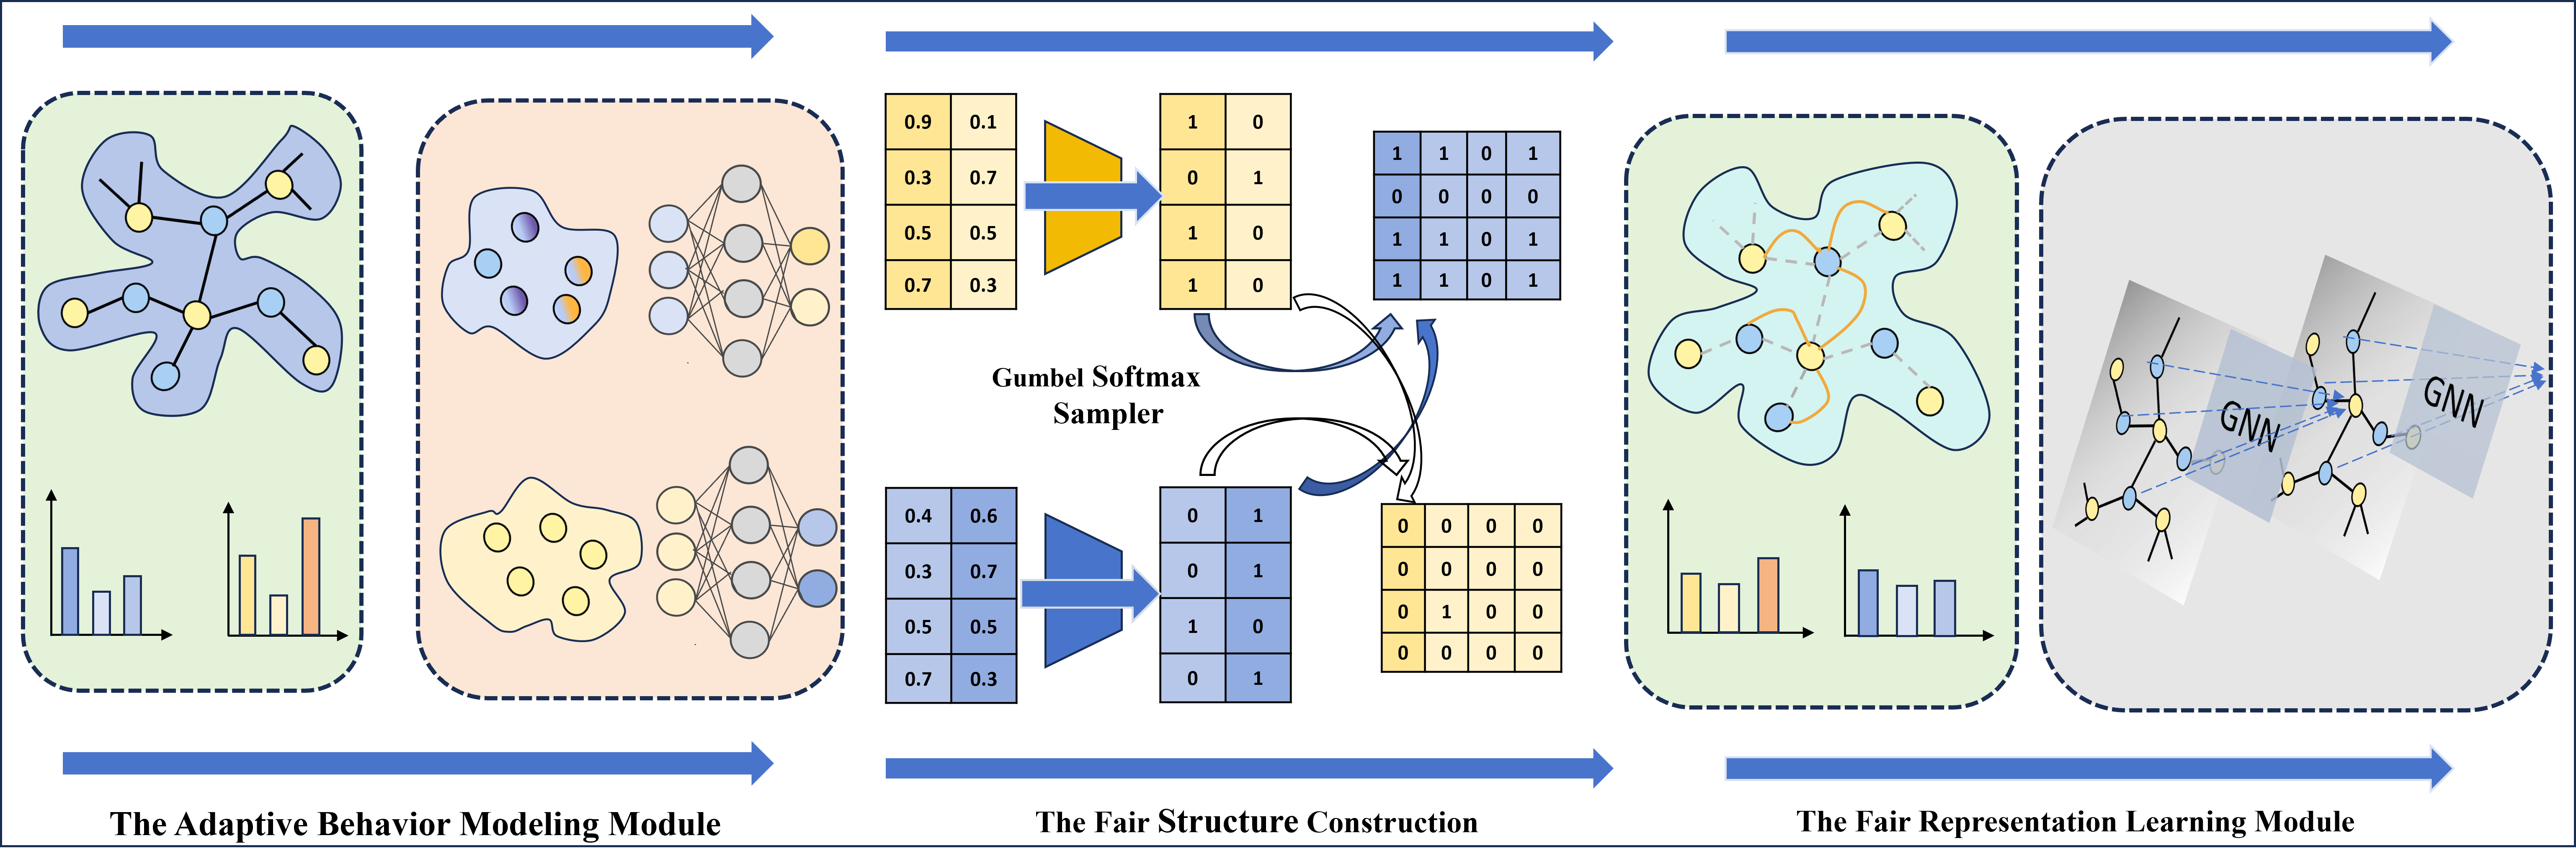 0.9 0.1
0.3 0.7
0.5 0.5
0.7 0.3
1 0
0 1
1 0
1 0
1 1 0 1
0 0 0 0
1 1 0 1
1 1 0 1
Gumbel Softmax
Sampler
0.4 0.6
0.3 0.7
0.5 0.5
0.7 0.3
0 1
0 1
1 0
0 1
0 0 0 0
0 0 0 0
0 1 0 0
0 0 0 0
GNN
GNN
The Adaptive Behavior Modeling Module
The Fair Structure Construction
The Fair Representation Learning Module